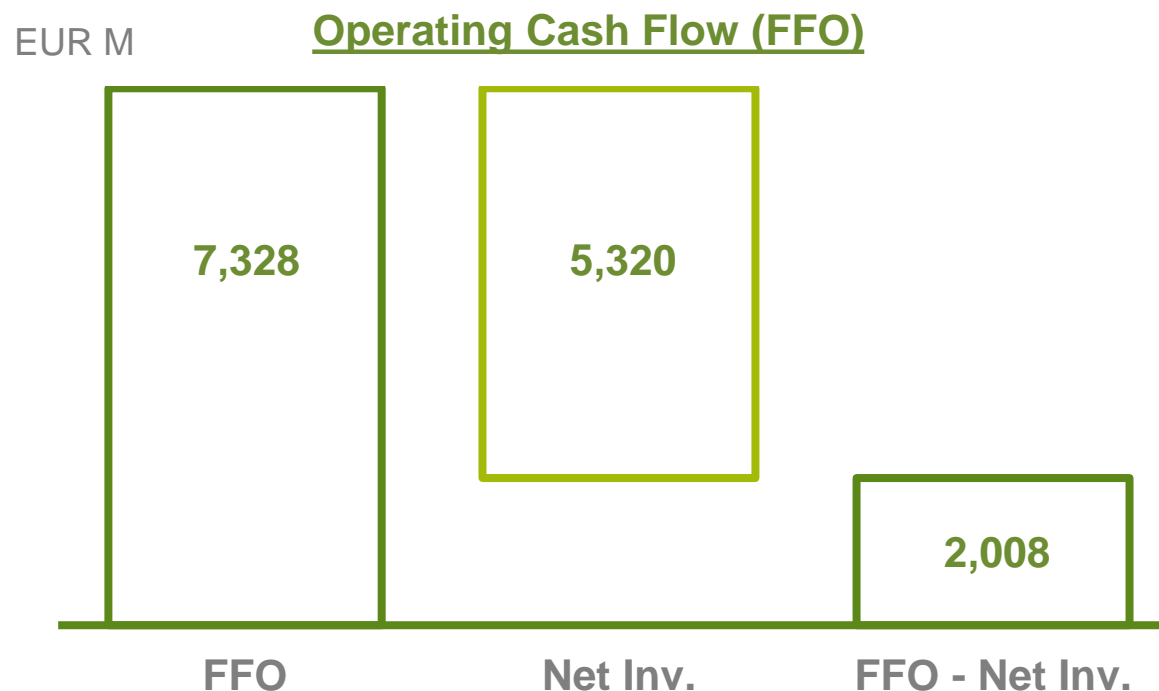 EUR M
Operating Cash Flow (FFO)
7,328
5,320
2,008
FFO
Net Inv.
FFO - Net Inv.